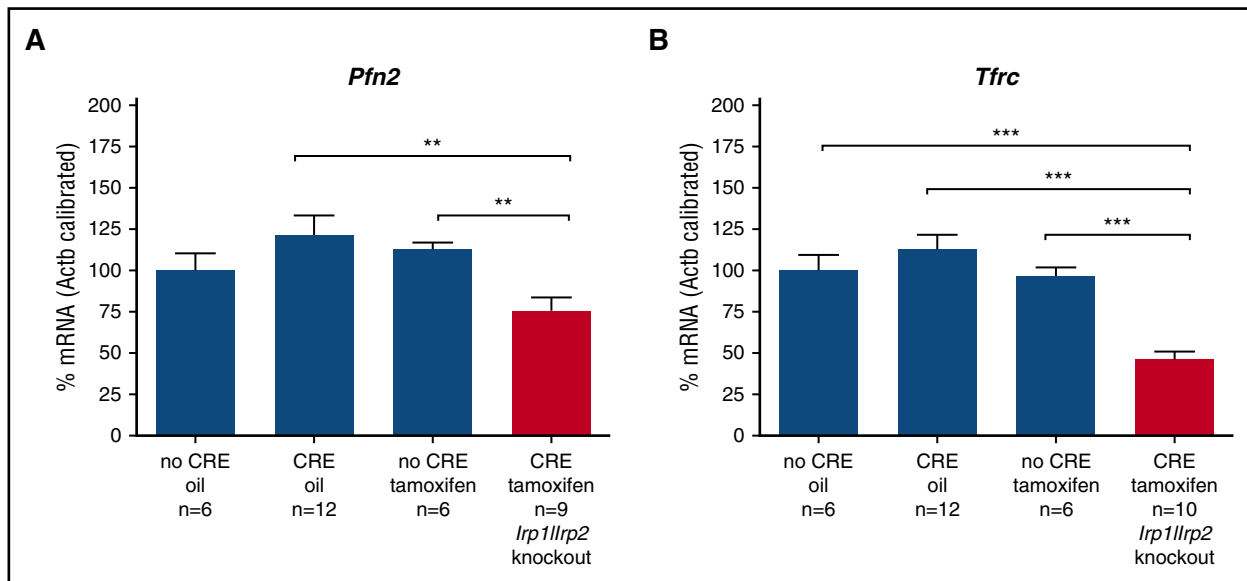 A
Pfn2
% mRNA (Actb calibrated)
200
175
150
125
100
75
50
25
0
**
**
no CRE
oil
n=6
CRE
oil
n=12
no CRE
tamoxifen
n=6
CRE
tamoxifen
n=9
Irp1/Irp2
knockout
B
Tfrc
% mRNA (Actb calibrated)
200
175
150
125
100
75
50
25
0
***
***
***
no CRE
oil
n=6
CRE
oil
n=12
no CRE
tamoxifen
n=6
CRE
tamoxifen
n=10
Irp1/Irp2
knockout